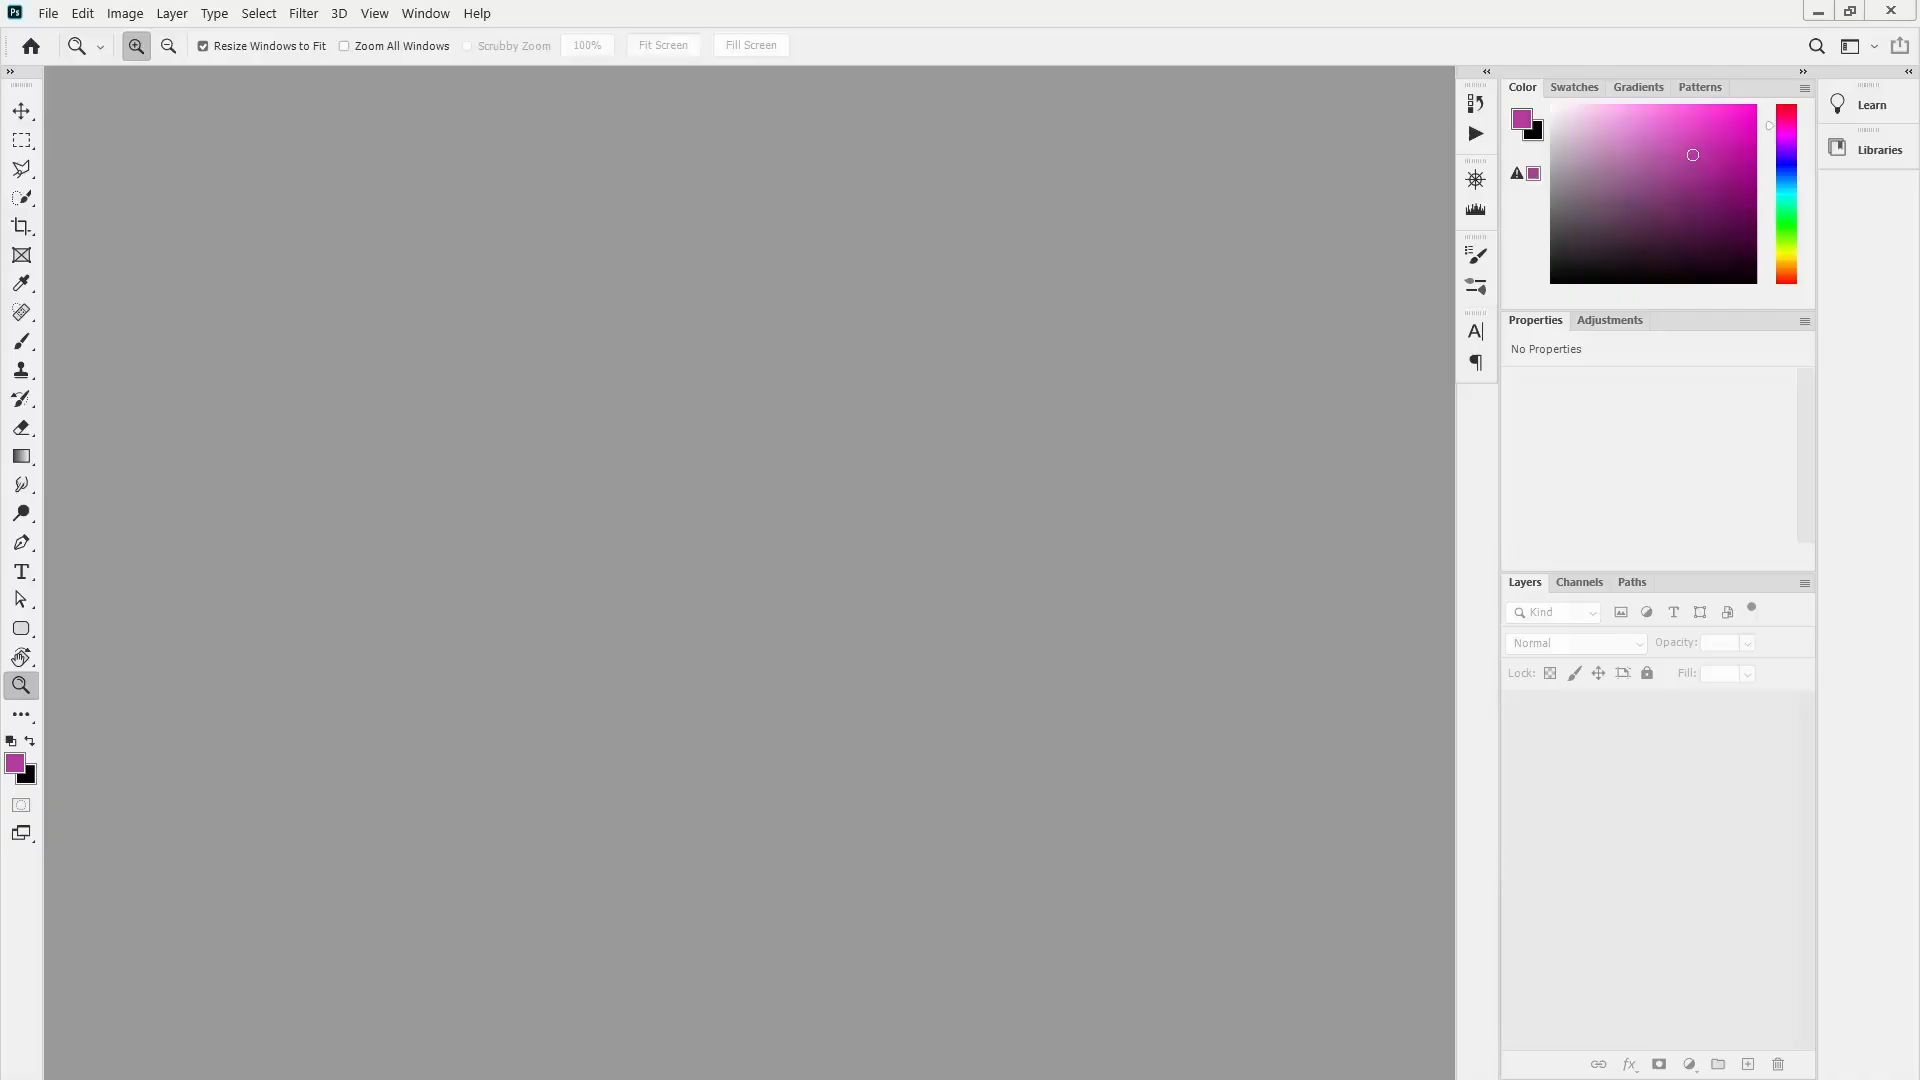 Ps File Edit Image Layer Type Select Filter 3D View Window Help
Resize Windows to Fit Zoom All Windows Scrubby Zoom 100% Fit Screen Fill Screen
Color Swatches Gradients Patterns
Learn
Libraries
Properties Adjustments
No Properties
Layers Channels Paths
Kind
Normal Opacity:
Lock: Fill:
fx